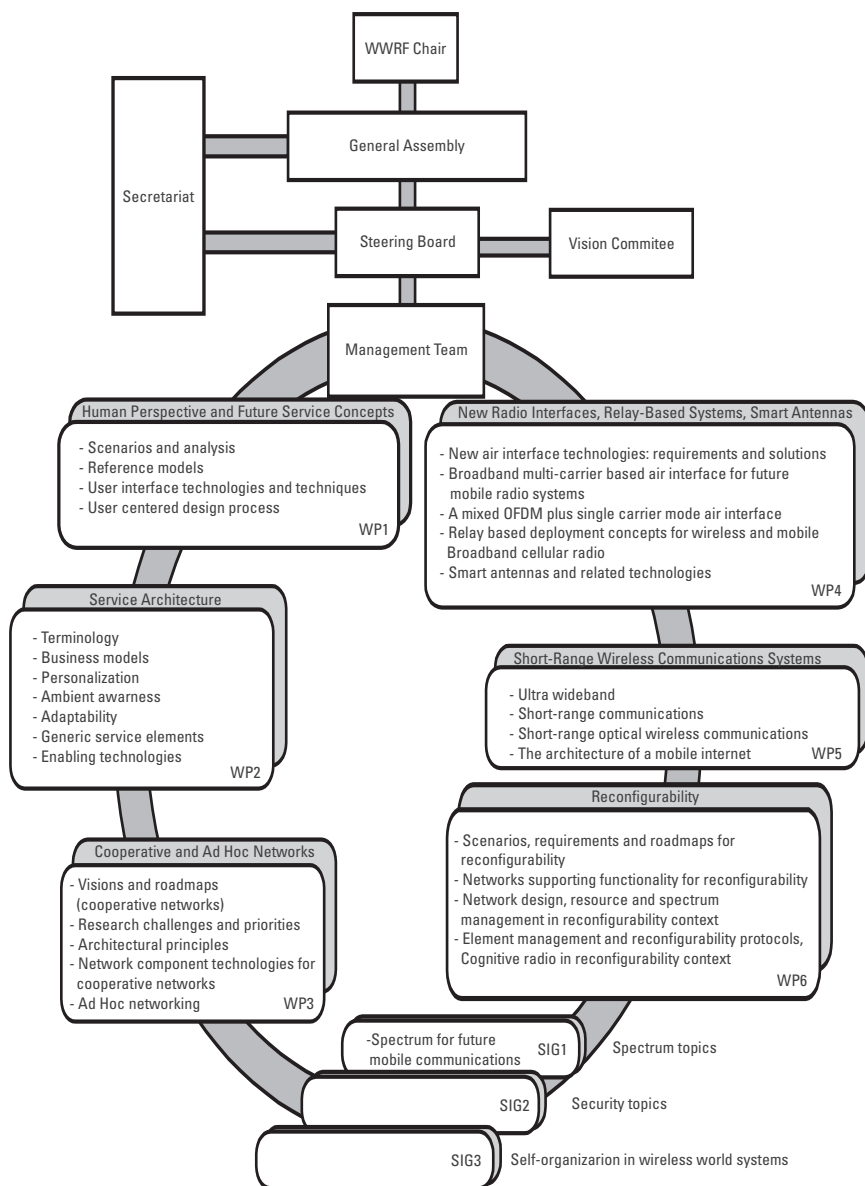 WWRF Chair
General Assembly
Secretariat
Steering Board
Vision Commitee
Management Team
Human Perspective and Future Service Concepts
- Scenarios and analysis
- Reference models
- User interface technologies and techniques
- User centered design process
WP1
New Radio Interfaces, Relay-Based Systems, Smart Antennas
- New air interface technologies: requirements and solutions
- Broadband multi-carrier based air interface for future
mobile radio systems
- A mixed OFDM plus single carrier mode air interface
- Relay based deployment concepts for wireless and mobile
Broadband cellular radio
- Smart antennas and related technologies
WP4
Service Architecture
- Terminology
- Business models
- Personalization
- Ambient awarness
- Adaptability
- Generic service elements
- Enabling technologies
WP2
Short-Range Wireless Communications Systems
- Ultra wideband
- Short-range communications
- Short-range optical wireless communications
- The architecture of a mobile internet
WP5
Reconfigurability
- Scenarios, requirements and roadmaps for
reconfigurability
- Networks supporting functionality for reconfigurability
- Network design, resource and spectrum
management in reconfigurability context
- Element management and reconfigurability protocols,
Cognitive radio in reconfigurability context
WP6
Cooperative and Ad Hoc Networks
- Visions and roadmaps
(cooperative networks)
- Research challenges and priorities
- Architectural principles
- Network component technologies for
cooperative networks
- Ad Hoc networking
WP3
-Spectrum for future
mobile communications
SIG1
Spectrum topics
SIG2
Security topics
SIG3
Self-organizarion in wireless world systems